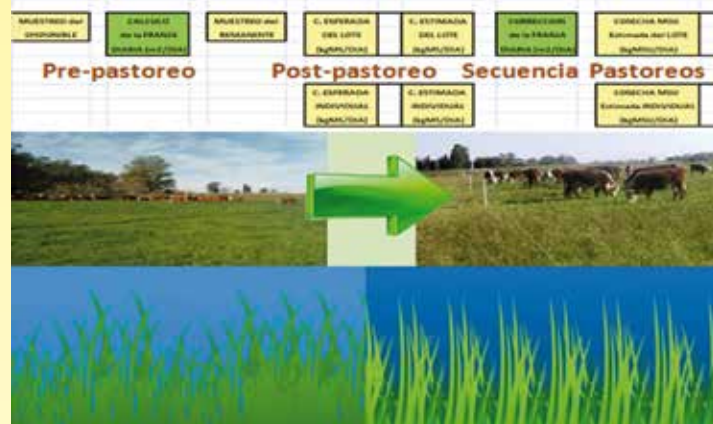 MUESTREO del
DISPONIBLE
CALCULO
de la FRANJA
DIARIA (m2/DIA)
MUESTREO del
REMANENTE
C. ESPERADA
DEL LOTE
(kgMS/DIA)
C. ESTIMADA
DEL LOTE
(kgMS/DIA)
CORRECCION
de la FRANJA
DIARIA (m2/DIA)
COSECHA MSU
Estimada del LOTE
(kgMSU/DIA)
Pre-pastoreo
Post-pastoreo
Secuencia Pastoreos
C. ESPERADA
INDIVIDUAL
(kgMS/DIA)
C. ESTIMADA
INDIVIDUAL
(kgMS/DIA)
COSECHA MSU
Estimada INDIVIDUAL
(kgMSU/DIA)